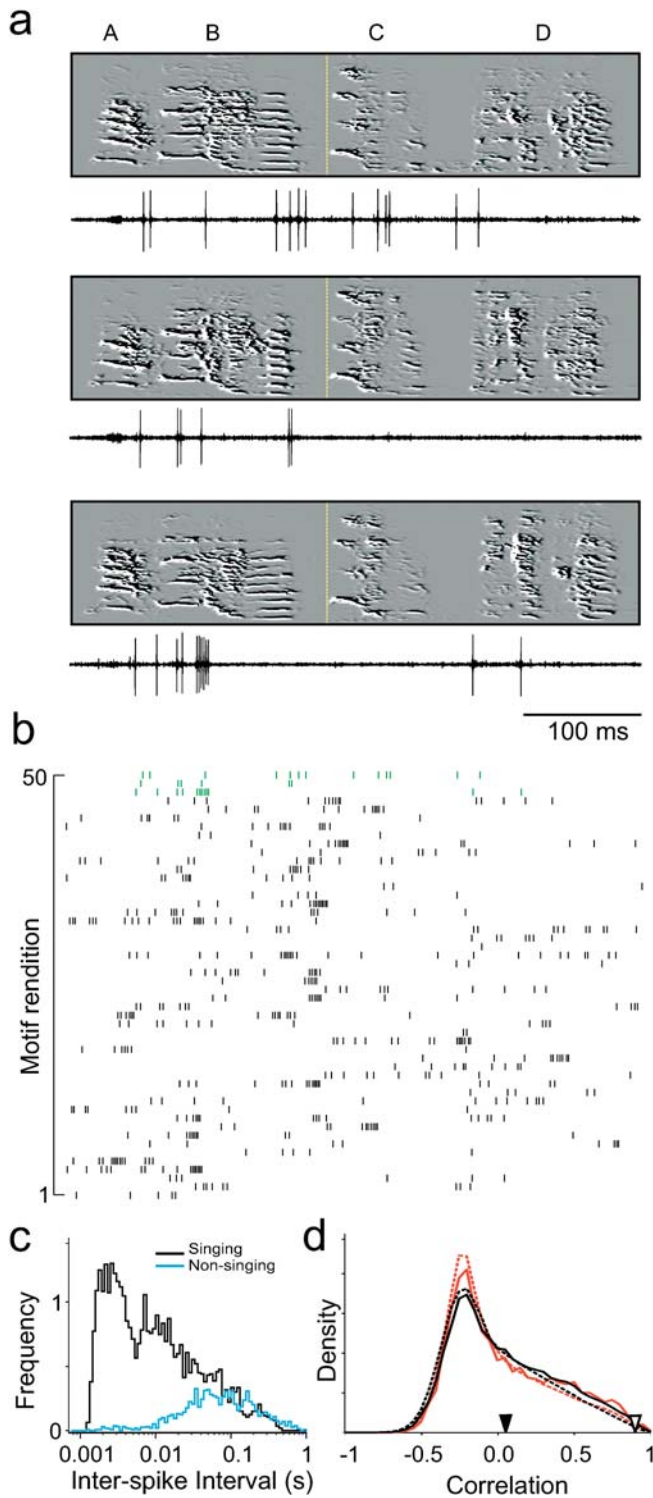 a
A B C D
100 ms
b
50
Motif rendition
1
c
Singing
Non-singing
1
Frequency
0
0.001 0.01 0.1 1
Inter-spike Interval (s)
d
Density
-1 -0.5 0.0 0.5 1
Correlation